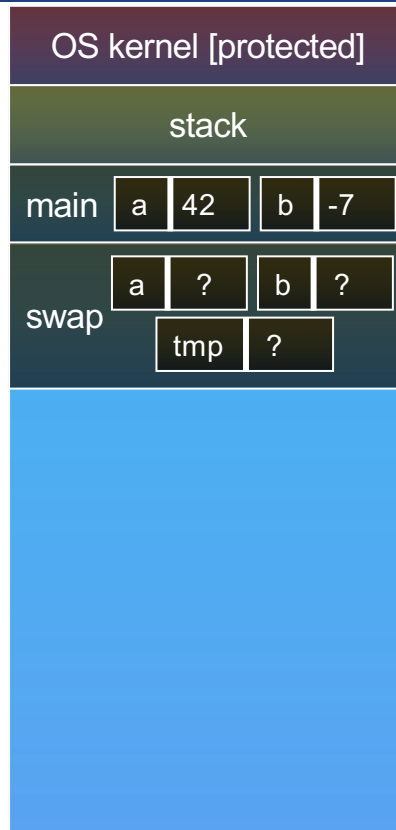 OS kernel [protected]
stack
main a 42 b -7
a ? b ?
swap
tmp ?